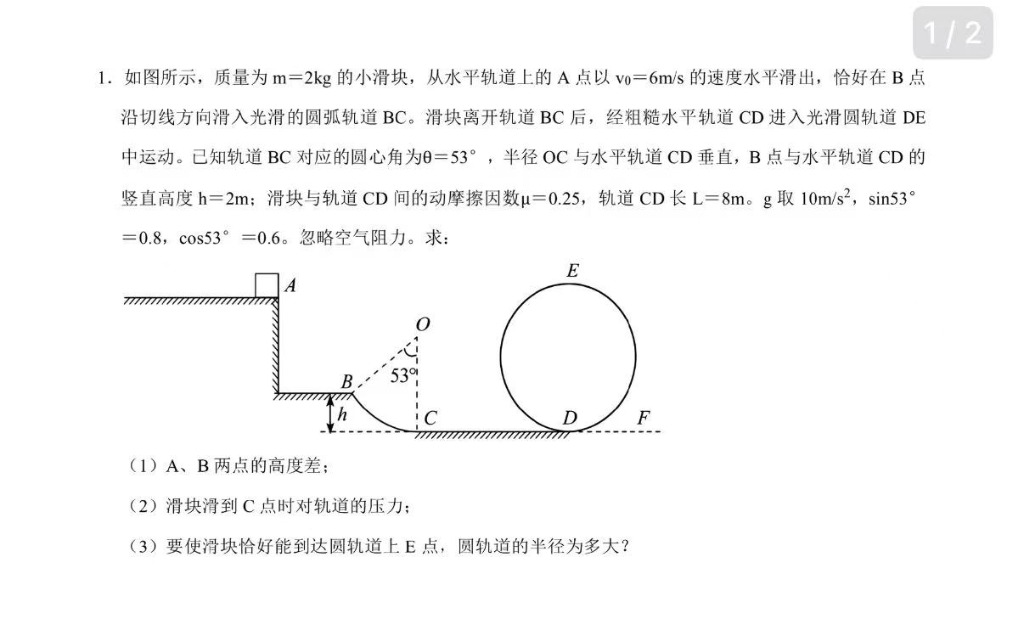 1/2
1．如图所示，质量为 m＝2kg 的小滑块，从水平轨道上的 A 点以 v₀＝6m/s 的速度水平滑出，恰好在 B 点
沿切线方向滑入光滑的圆弧轨道 BC。滑块离开轨道 BC 后，经粗糙水平轨道 CD 进入光滑圆轨道 DE
中运动。已知轨道 BC 对应的圆心角为θ＝53°，半径 OC 与水平轨道 CD 垂直，B 点与水平轨道 CD 的
竖直高度 h＝2m；滑块与轨道 CD 间的动摩擦因数μ＝0.25，轨道 CD 长 L＝8m。g 取 10m/s²，sin53°
＝0.8，cos53°＝0.6。忽略空气阻力。求：
E
A
O
B
53°
h
C
D
F
（1）A、B 两点的高度差；
（2）滑块滑到 C 点时对轨道的压力；
（3）要使滑块恰好能到达圆轨道上 E 点，圆轨道的半径为多大？